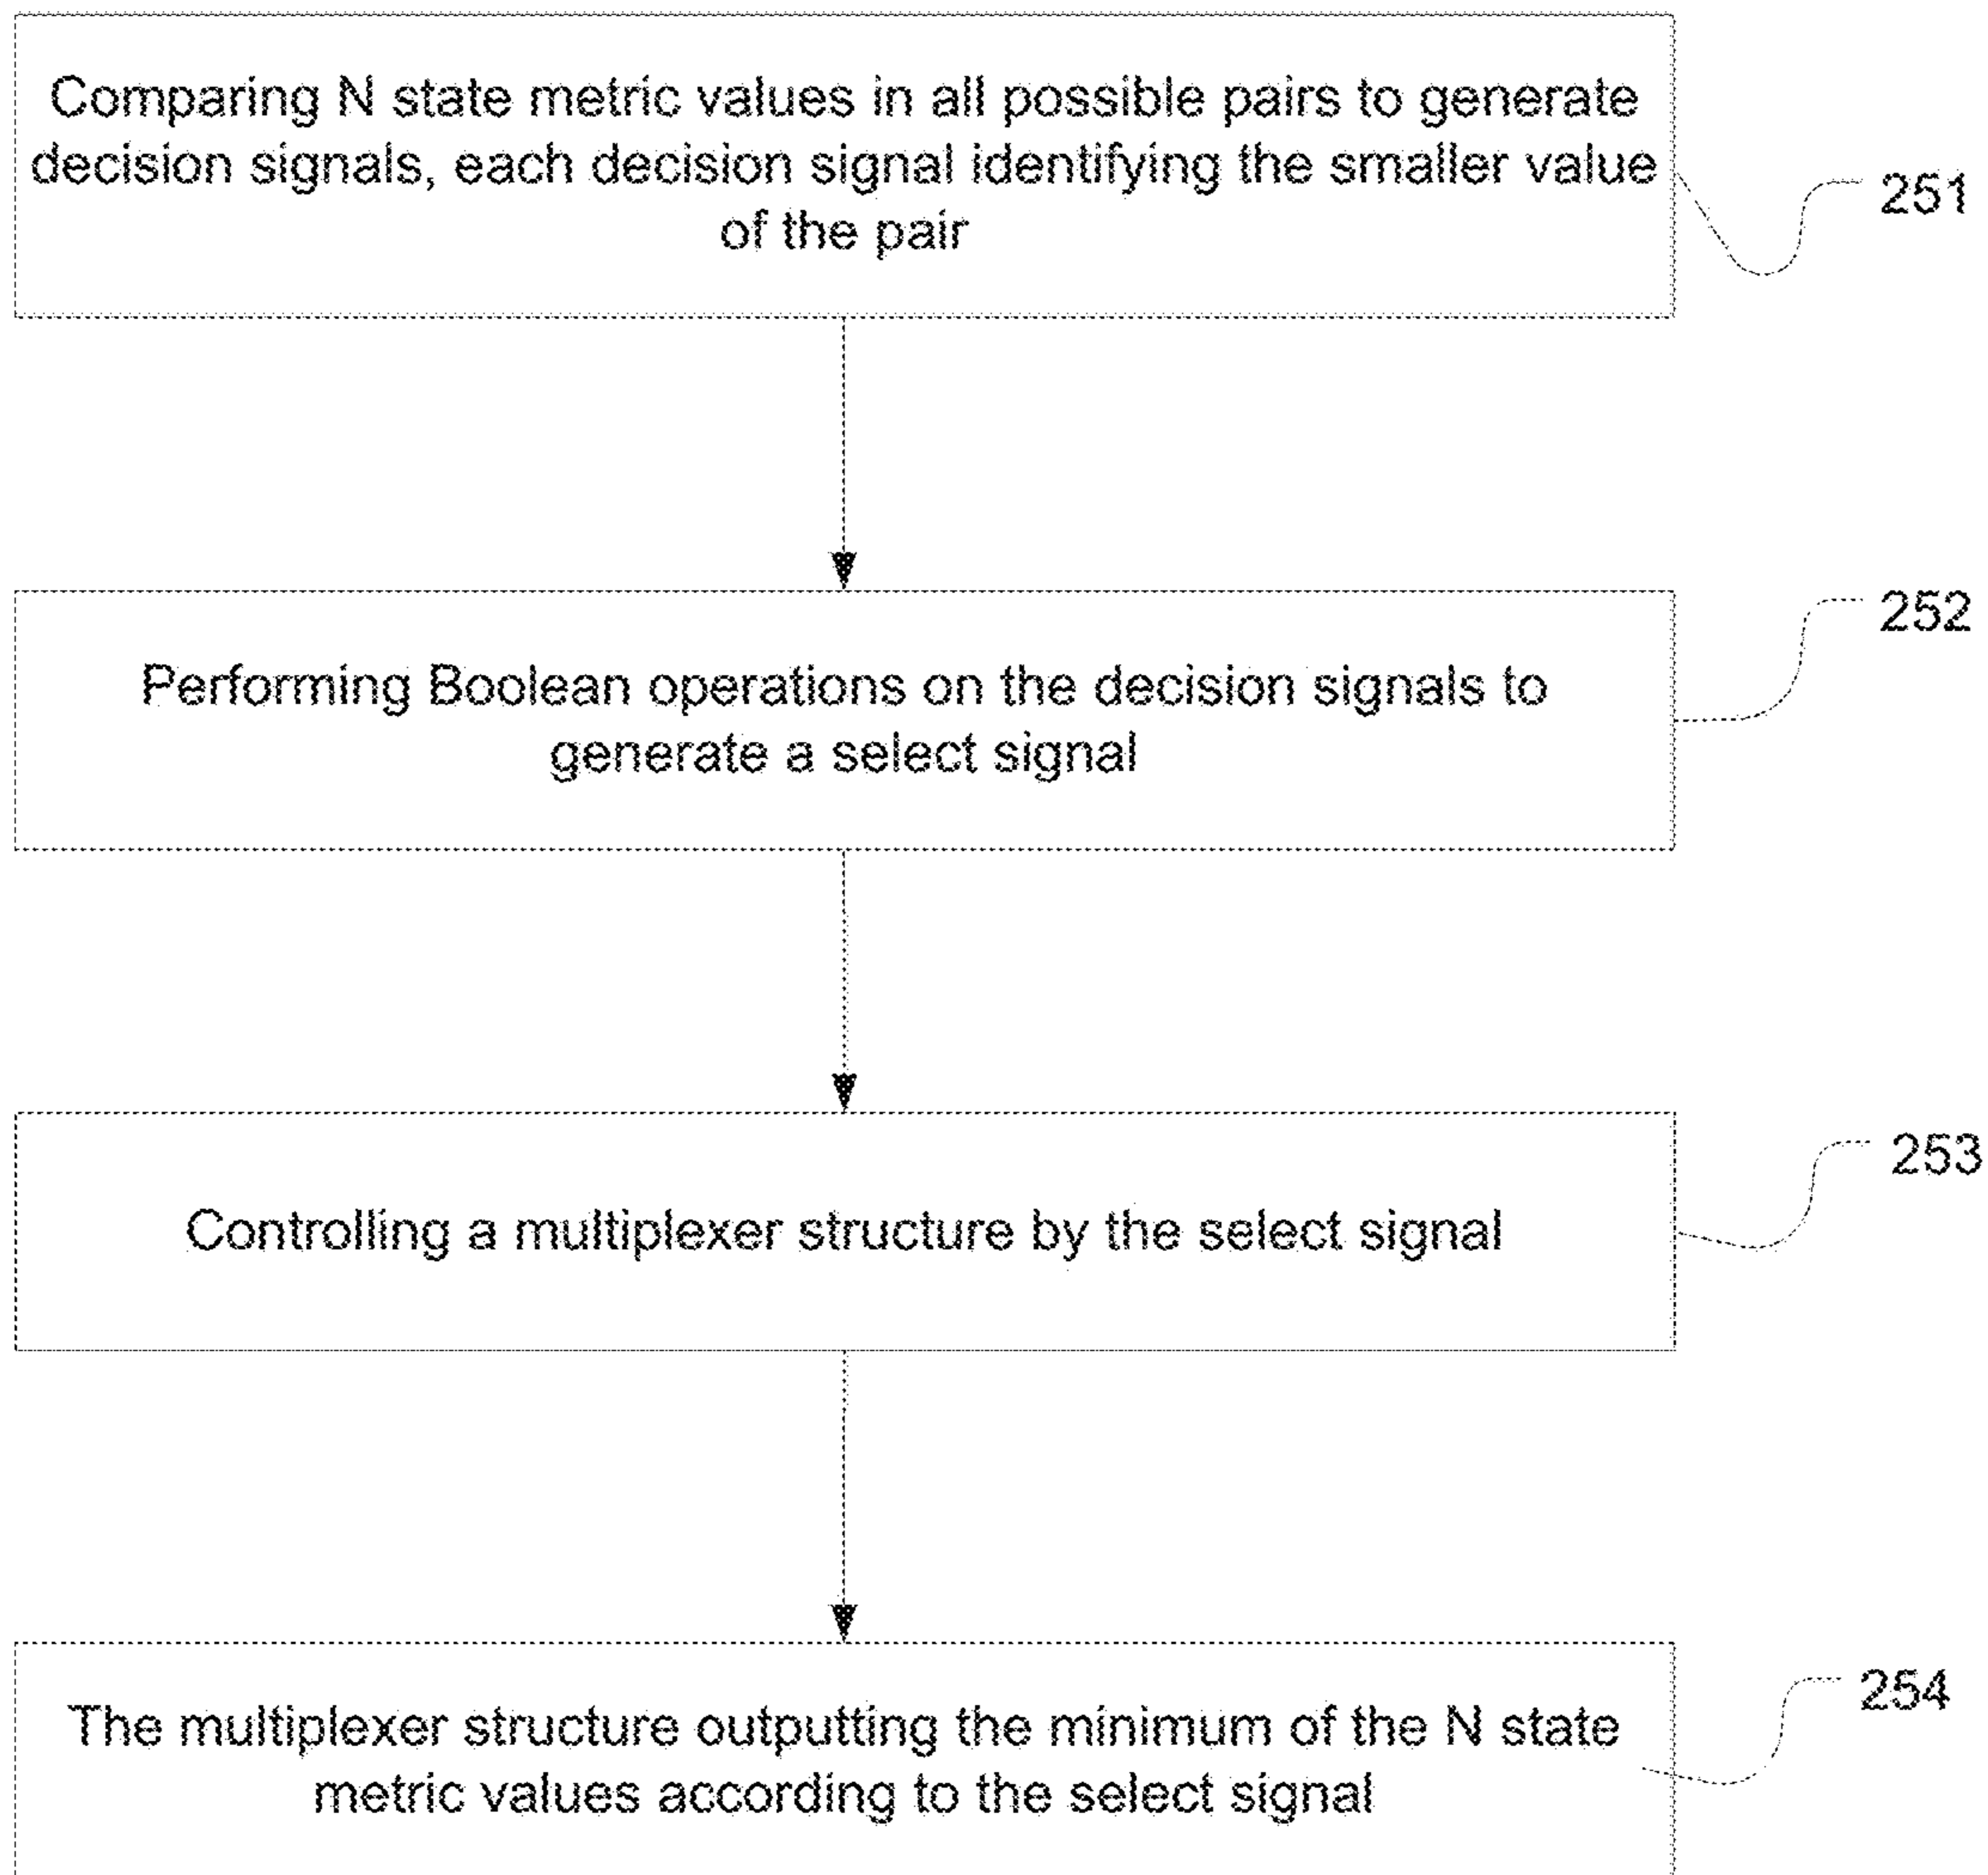 Comparing N state metric values in all possible pairs to generate
decision signals, each decision signal identifying the smaller value
of the pair
251
252
Performing Boolean operations on the decision signals to
generate a select signal
253
Controlling a multiplexer structure by the select signal
254
The multiplexer structure outputting the minimum of the N state
metric values according to the select signal